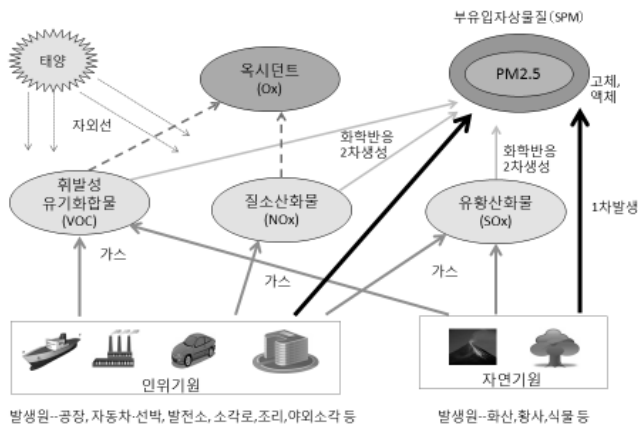 부유입자상물질(SPM)
태양
옥시던트
(Ox)
PM2.5
고체,
액체
자외선
화학반응
2차생성
화학반응
2차생성
휘발성
유기화합물
(VOC)
질소산화물
(NOx)
유황산화물
(SOx)
1차발생
가스
가스
가스
인위기원
자연기원
발생원--공장, 자동차·선박, 발전소, 소각로,조리,야외소각 등
발생원--화산,황사,식물 등